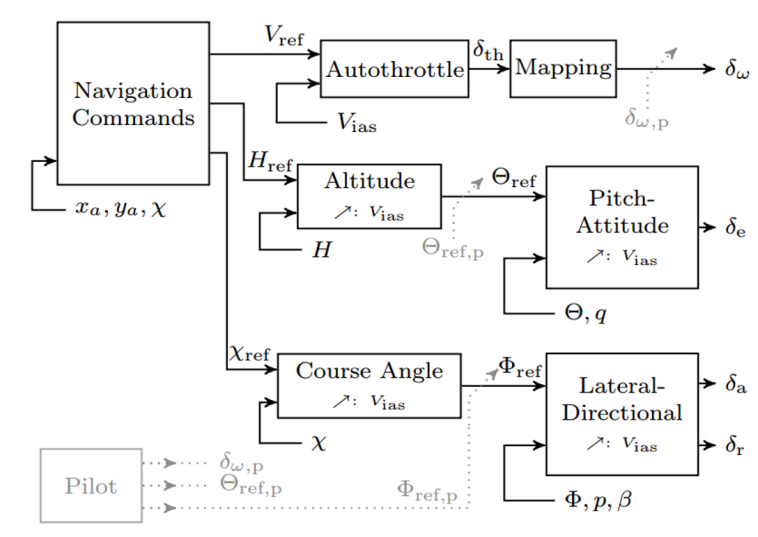 Navigation
Commands
x_a, y_a, χ
V_ref
Autothrottle
V_ias
δ_th
Mapping
δ_ω,p
δ_ω
H_ref
Altitude
↗: V_ias
H
Θ_ref,p
Θ_ref
Pitch-
Attitude
↗: V_ias
Θ, q
δ_e
χ_ref
Course Angle
↗: V_ias
χ
Φ_ref
Lateral-
Directional
↗: V_ias
Φ, p, β
δ_a
δ_r
Pilot
δ_ω,p
Θ_ref,p
Φ_ref,p